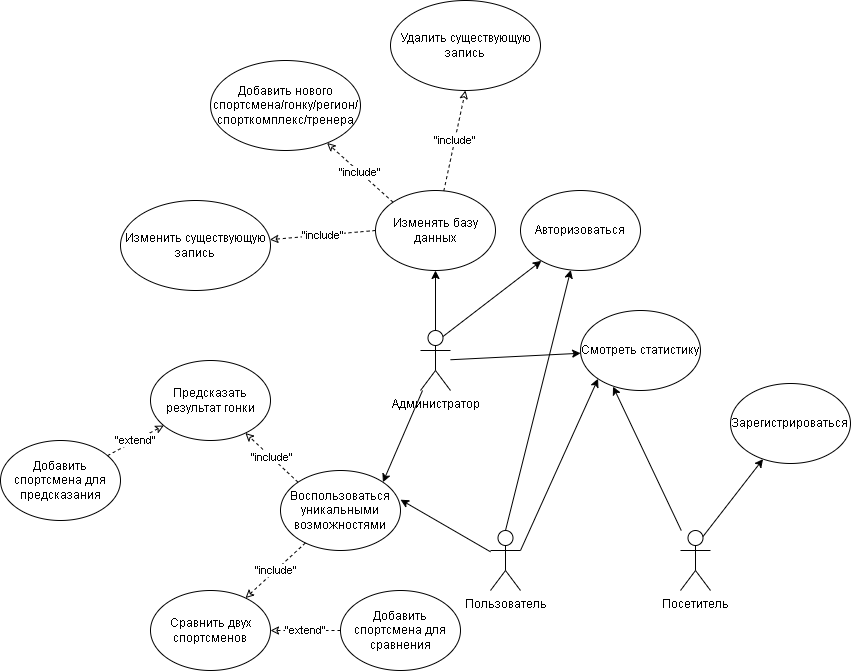 Удалить существующую
запись
Добавить нового
спортсмена/гонку/регион/
спорткомплекс/тренера
"include"
"include"
Изменить существующую
запись
"include"
Изменять базу
данных
Авторизоваться
Смотреть статистику
Администратор
Зарегистрироваться
Предсказать
результат гонки
"extend"
"include"
Добавить
спортсмена для
предсказания
Воспользоваться
уникальными
возможностями
"include"
Пользователь
Посетитель
Сравнить двух
спортсменов
"extend"
Добавить
спортсмена для
сравнения